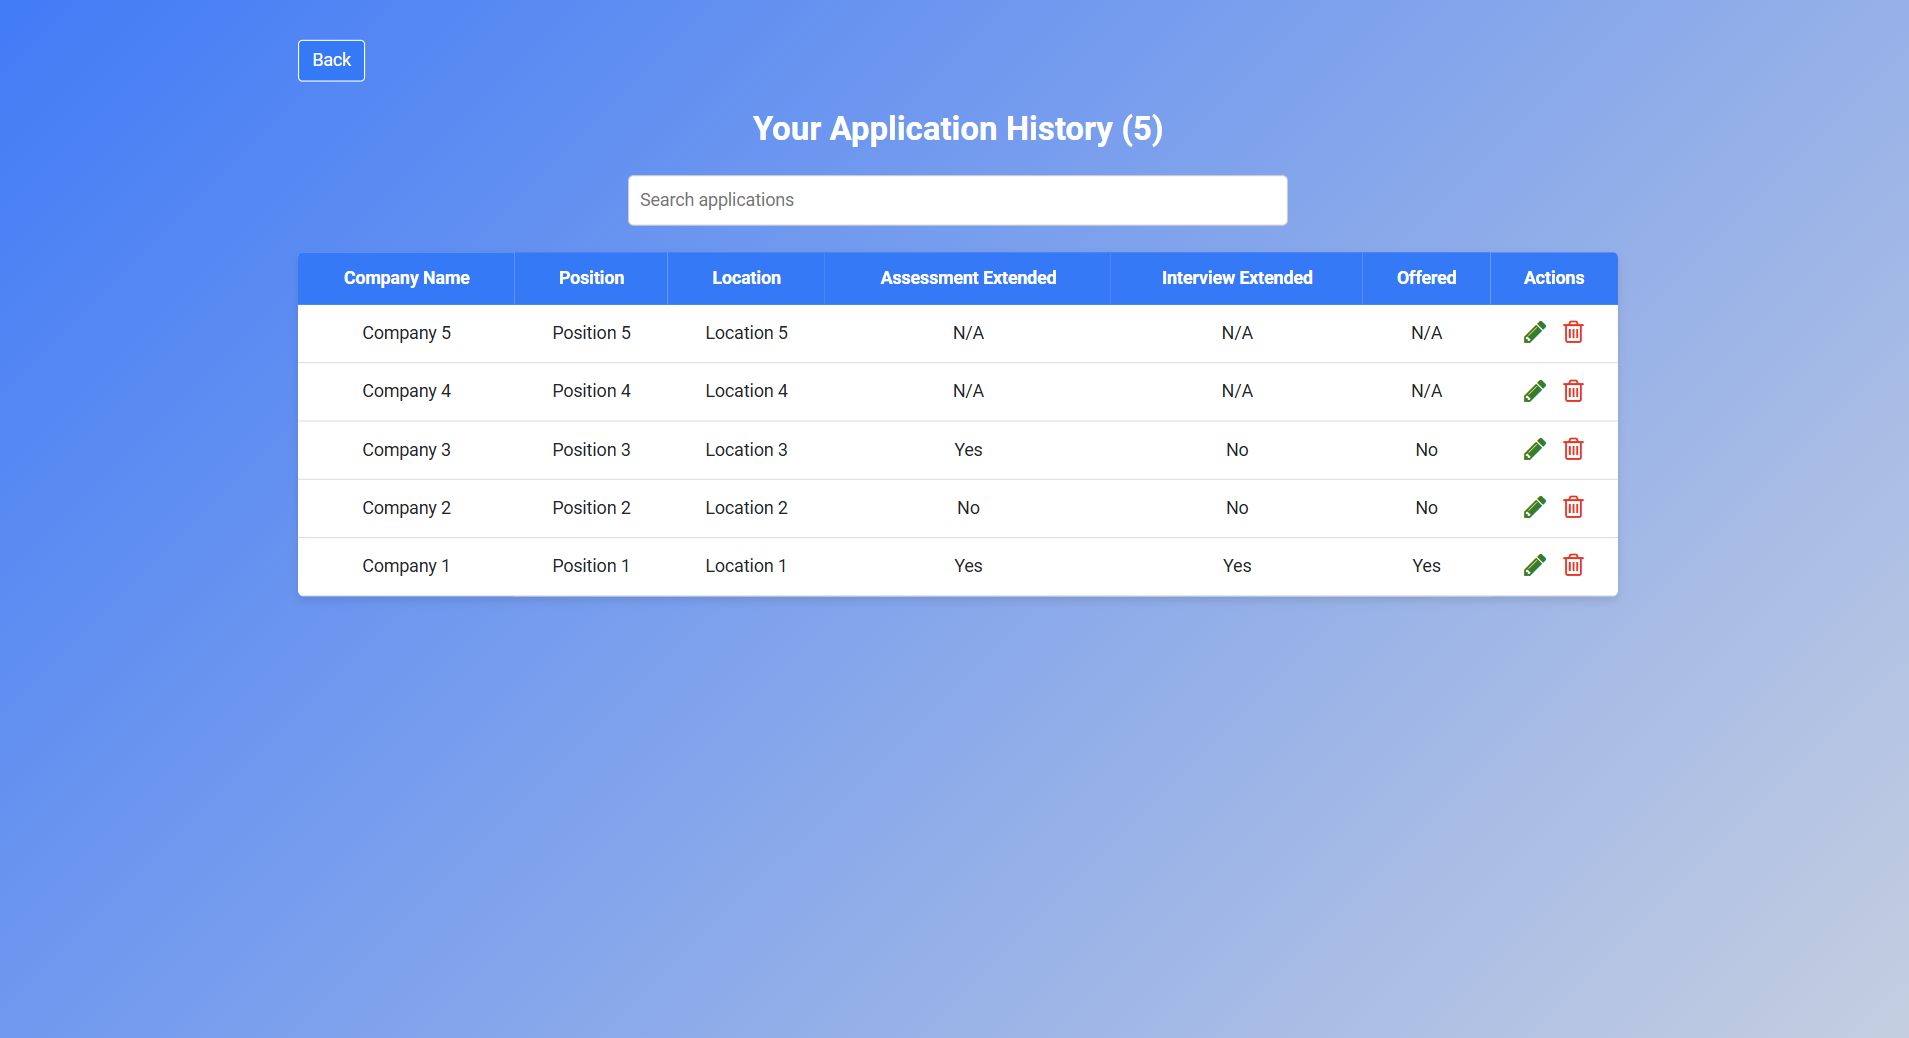 Back
Your Application History (5)
Search applications
Company Name Position Location Assessment Extended Interview Extended Offered Actions
Company 5 Position 5 Location 5 N/A N/A N/A
Company 4 Position 4 Location 4 N/A N/A N/A
Company 3 Position 3 Location 3 Yes No No
Company 2 Position 2 Location 2 No No No
Company 1 Position 1 Location 1 Yes Yes Yes